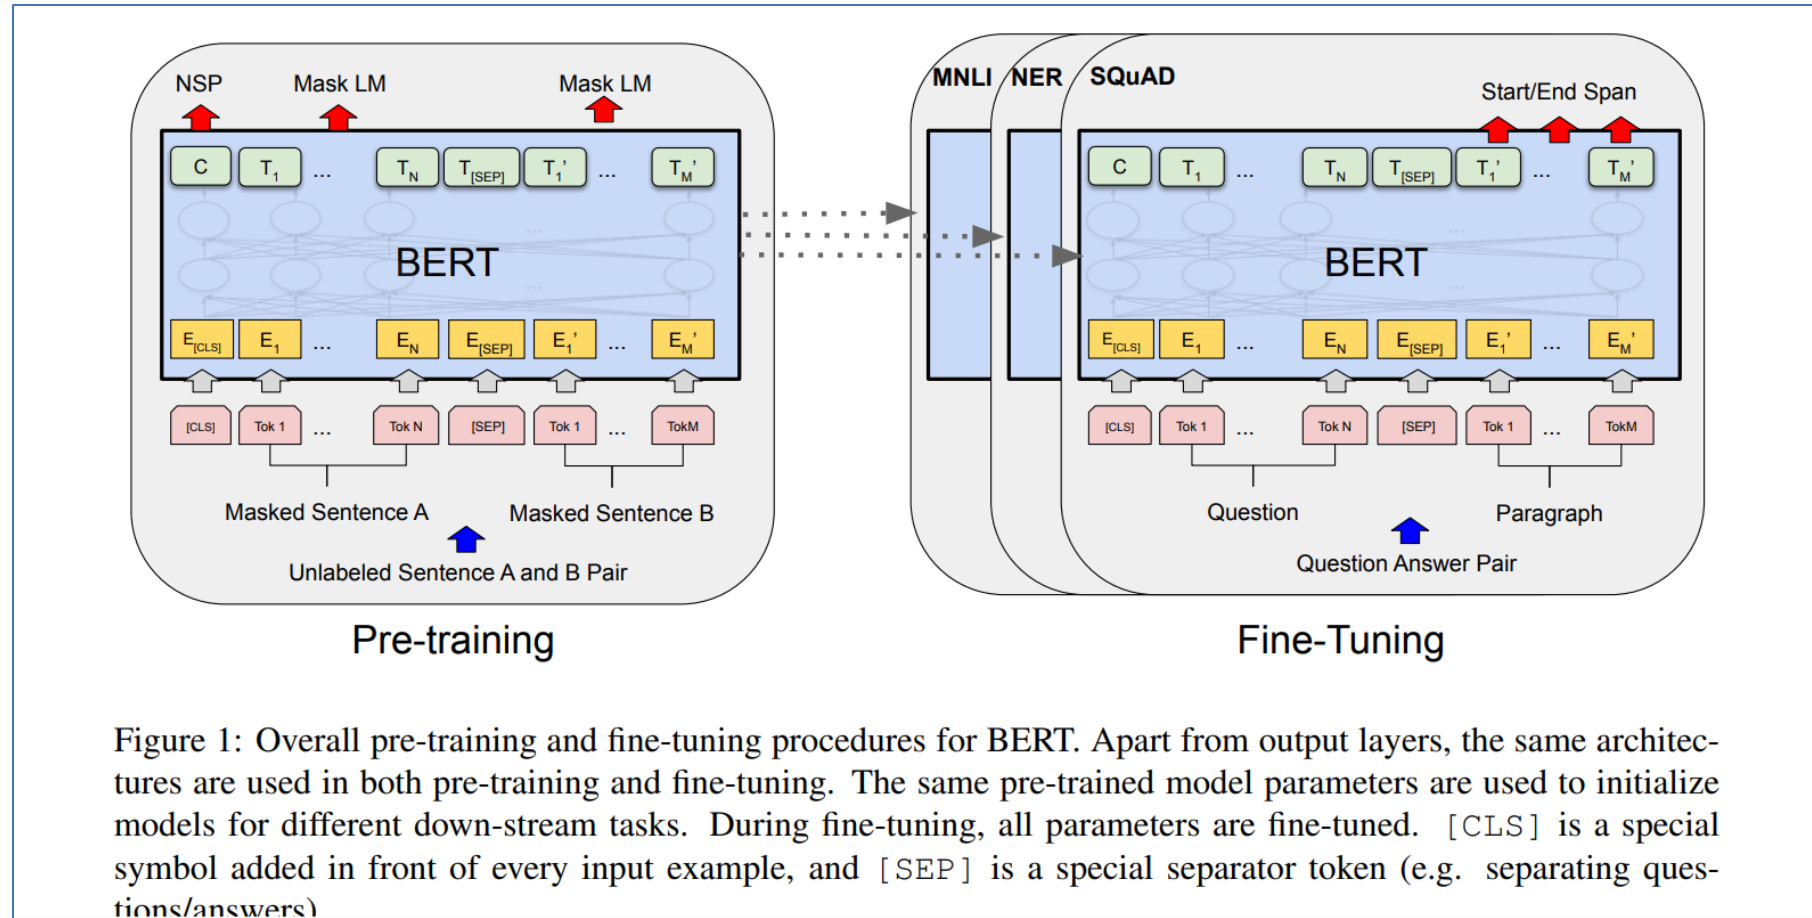 NSP Mask LM Mask LM
C T1 ... TN T[SEP] T1' ... TM'
... 
BERT
...
E[CLS] E1 ... EN E[SEP] E1' ... EM'
[CLS] Tok 1 ... Tok N [SEP] Tok 1 ... TokM
Masked Sentence A Masked Sentence B
Unlabeled Sentence A and B Pair
Pre-training
MNLI NER SQuAD
Start/End Span
C T1 ... TN T[SEP] T1' ... TM'
...
BERT
...
E[CLS] E1 ... EN E[SEP] E1' ... EM'
[CLS] Tok 1 ... Tok N [SEP] Tok 1 ... TokM
Question Paragraph
Question Answer Pair
Fine-Tuning
Figure 1: Overall pre-training and fine-tuning procedures for BERT. Apart from output layers, the same architec-
tures are used in both pre-training and fine-tuning. The same pre-trained model parameters are used to initialize
models for different down-stream tasks. During fine-tuning, all parameters are fine-tuned. [CLS] is a special
symbol added in front of every input example, and [SEP] is a special separator token (e.g. separating ques-
tions/answers)